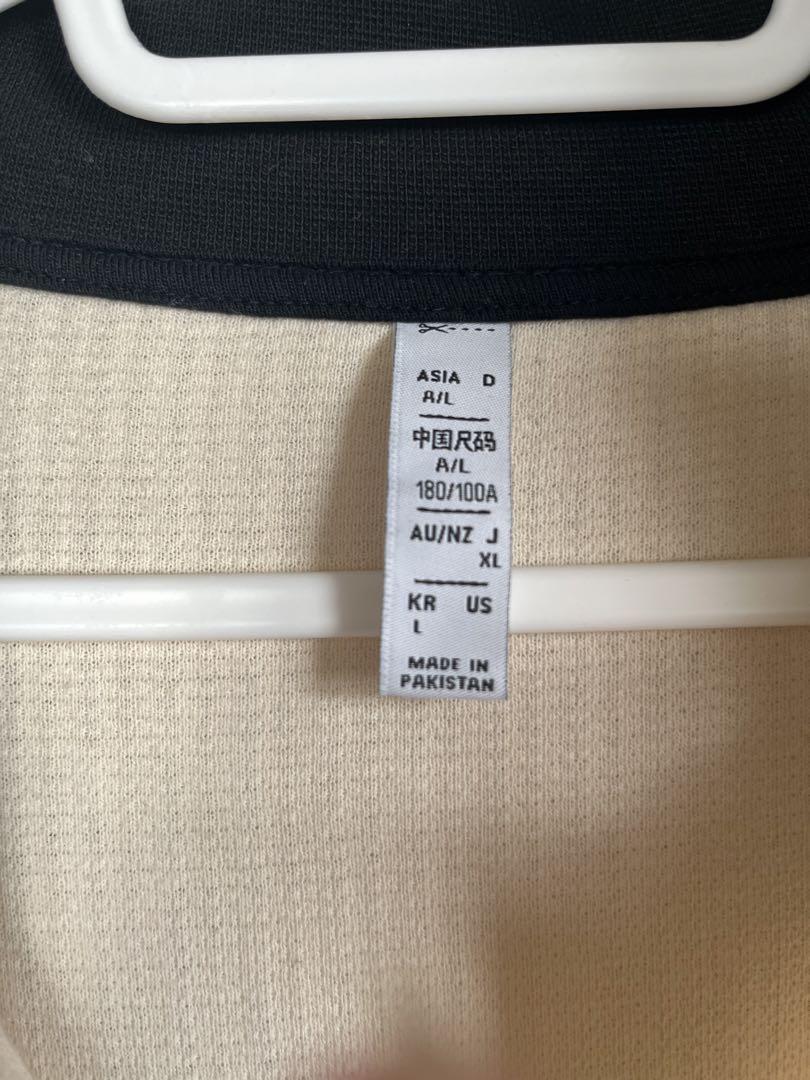 ASIA D
A/L
中国尺码
A/L
180/100A
AU/NZ J
XL
KR US
L
MADE IN
PAKISTAN